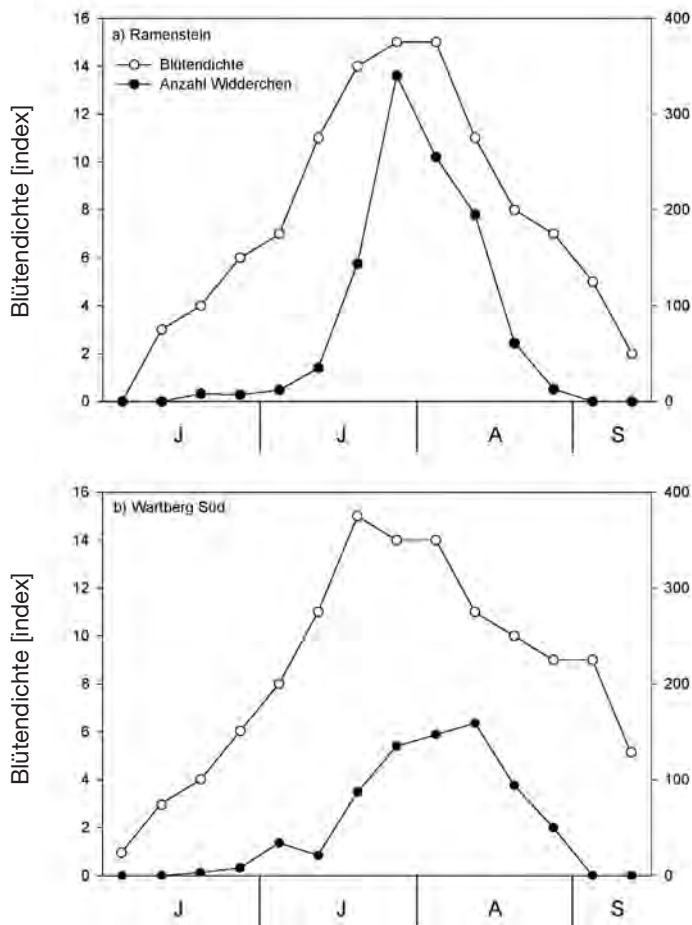 a) Ramenstein
Blütendichte
Anzahl Widderchen
Blütendichte [index]
16
14
12
10
8
6
4
2
0
400
300
200
100
0
J
J
A
S
b) Wartberg Süd
Blütendichte [index]
16
14
12
10
8
6
4
2
0
400
300
200
100
0
J
J
A
S